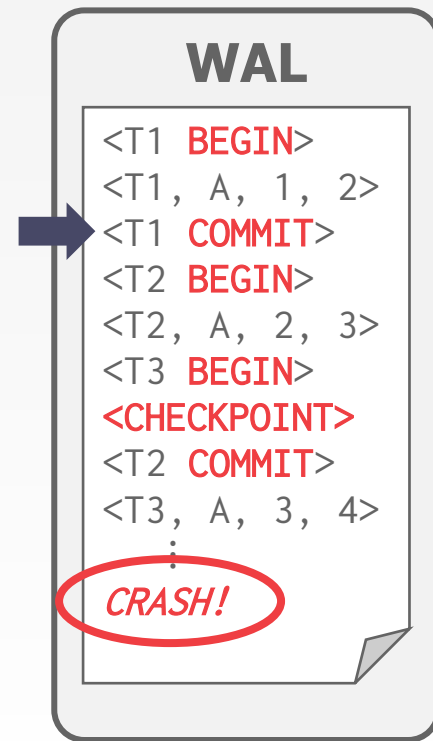 WAL
<T1 BEGIN>
<T1, A, 1, 2>
<T1 COMMIT>
<T2 BEGIN>
<T2, A, 2, 3>
<T3 BEGIN>
<CHECKPOINT>
<T2 COMMIT>
<T3, A, 3, 4>
⋮
CRASH!